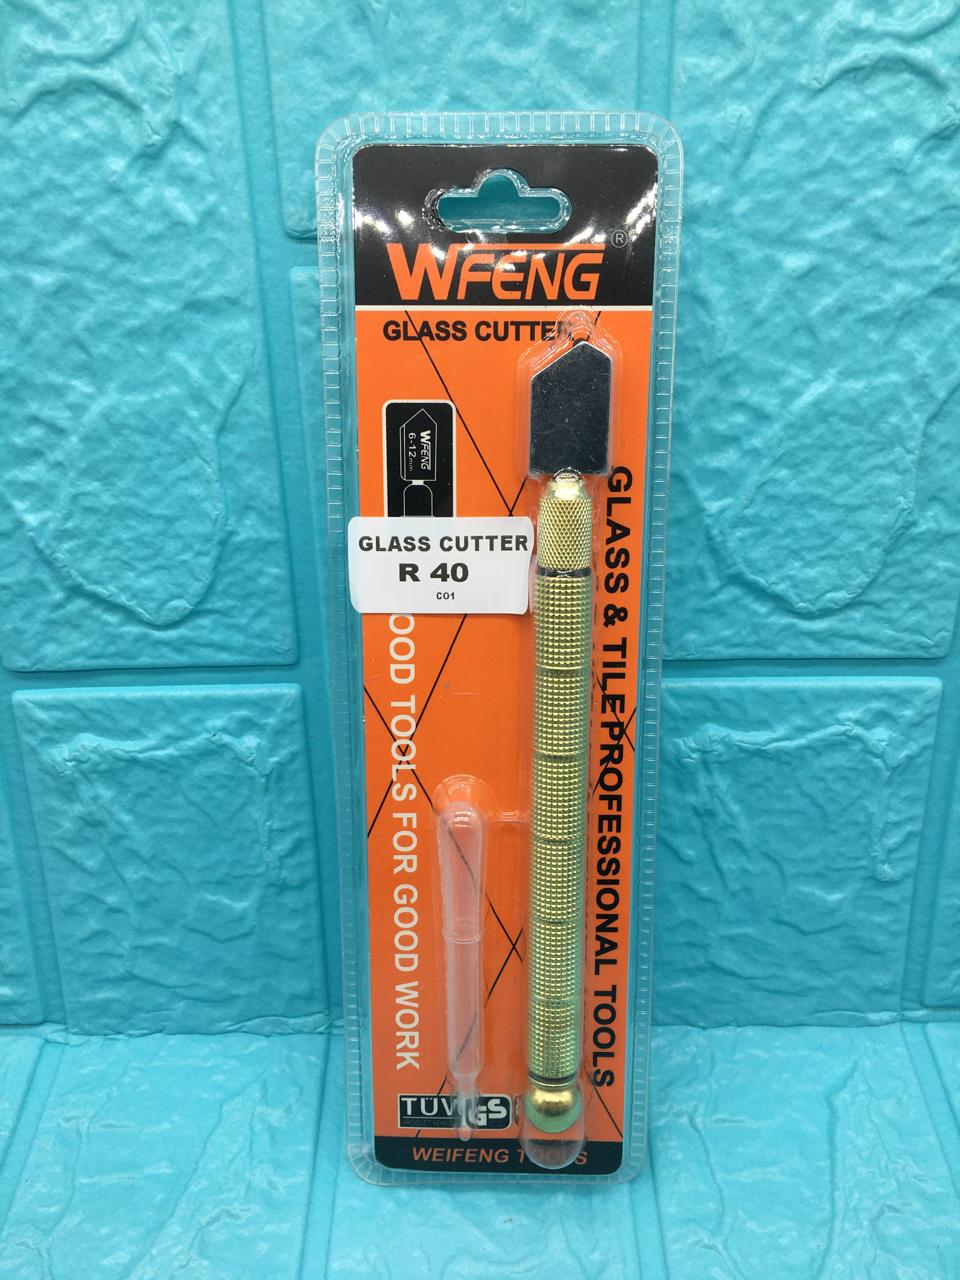 WFENG®
GLASS CUTTER
WFENG
6-12mm
GLASS CUTTER
R 40
C01
OOD TOOLS FOR GOOD WORK
GLASS & TILE PROFESSIONAL TOOLS
TÜV
GS
WEIFENG TOOLS